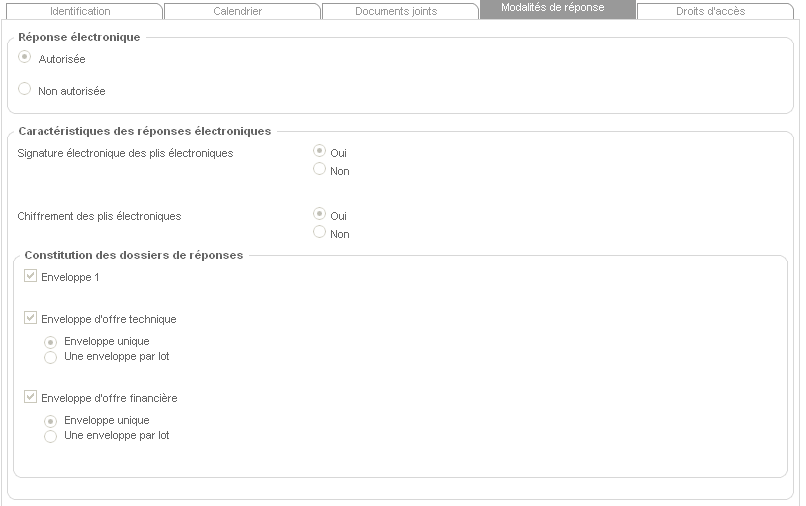 Identification Calendrier Documents joints Modalités de réponse Droits d'accès
Réponse électronique
Autorisée
Non autorisée
Caractéristiques des réponses électroniques
Signature électronique des plis électroniques Oui
Non
Chiffrement des plis électroniques Oui
Non
Constitution des dossiers de réponses
Enveloppe 1
Enveloppe d'offre technique
Enveloppe unique
Une enveloppe par lot
Enveloppe d'offre financière
Enveloppe unique
Une enveloppe par lot